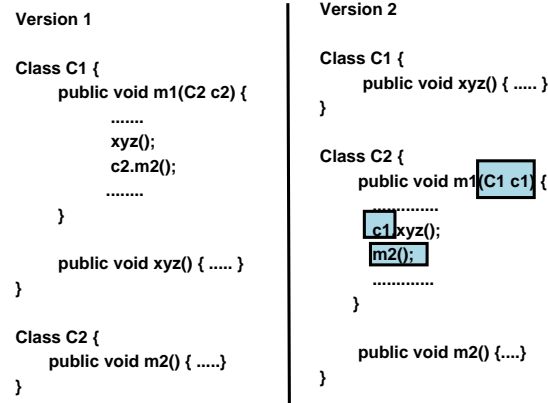 Version 1
Class C1 {
public void m1(C2 c2) {
.......
xyz();
c2.m2();
........
}
public void xyz() { ..... }
}
Class C2 {
public void m2() { .....}
}
Version 2
Class C1 {
public void xyz() { ..... }
}
Class C2 {
public void m1(C1 c1) {
..............
c1.xyz();
m2();
.............
}
public void m2() {....}
}